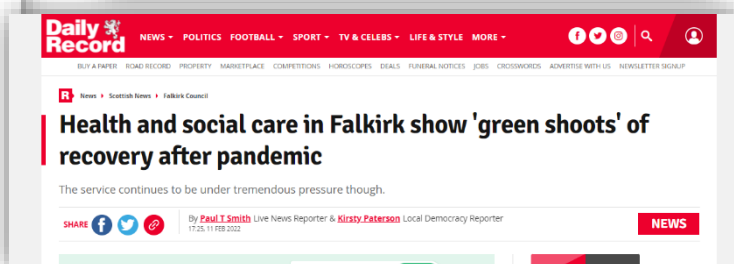 Daily Record
NEWS POLITICS FOOTBALL SPORT TV & CELEBS LIFE & STYLE MORE
BUY A PAPER ROAD RECORD PROPERTY MARKETPLACE COMPETITIONS HOROSCOPES DEALS FUNERAL NOTICES JOBS CROSSWORDS ADVERTISE WITH US NEWSLETTER SIGNUP
R News Scottish News Falkirk Council
Health and social care in Falkirk show 'green shoots' of
recovery after pandemic
The service continues to be under tremendous pressure though.
SHARE By Paul T Smith Live News Reporter & Kirsty Paterson Local Democracy Reporter
17:25, 11 FEB 2022
NEWS